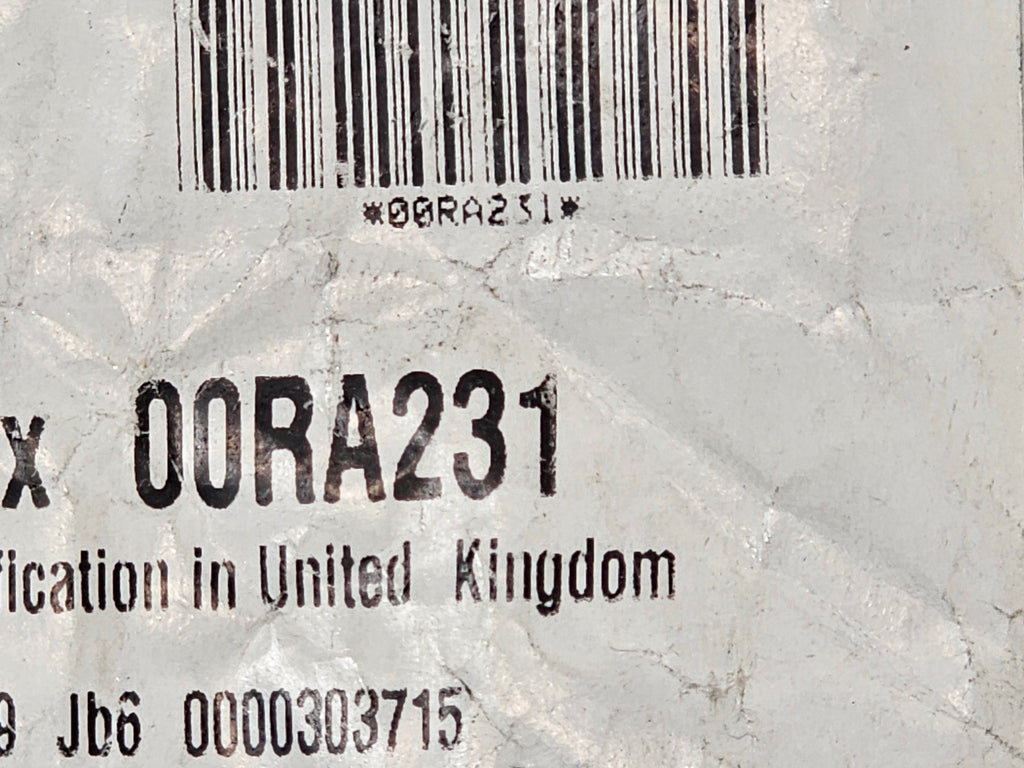 *00RA231*
x 00RA231
fication in United Kingdom
9 Jb6 0000303715